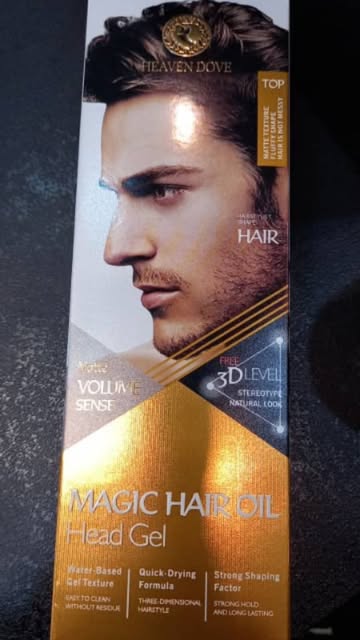 HEAVEN DOVE
TOP
MATTE TEXTURE
FLUFFY SHAPE
HAIR IS NOT MESSY
SHAPE
HAIR
Matte
VOLUME
SENSE
FREE
3D LEVEL
STEREOTYPE
NATURAL LOOK
MAGIC HAIR OIL
Head Gel
Water-Based
Gel Texture
EASY TO CLEAN
WITHOUT RESIDUE
Quick-Drying
Formula
THREE-DIMENSIONAL
HAIRSTYLE
Strong Shaping
Factor
STRONG HOLD
AND LONG LASTING